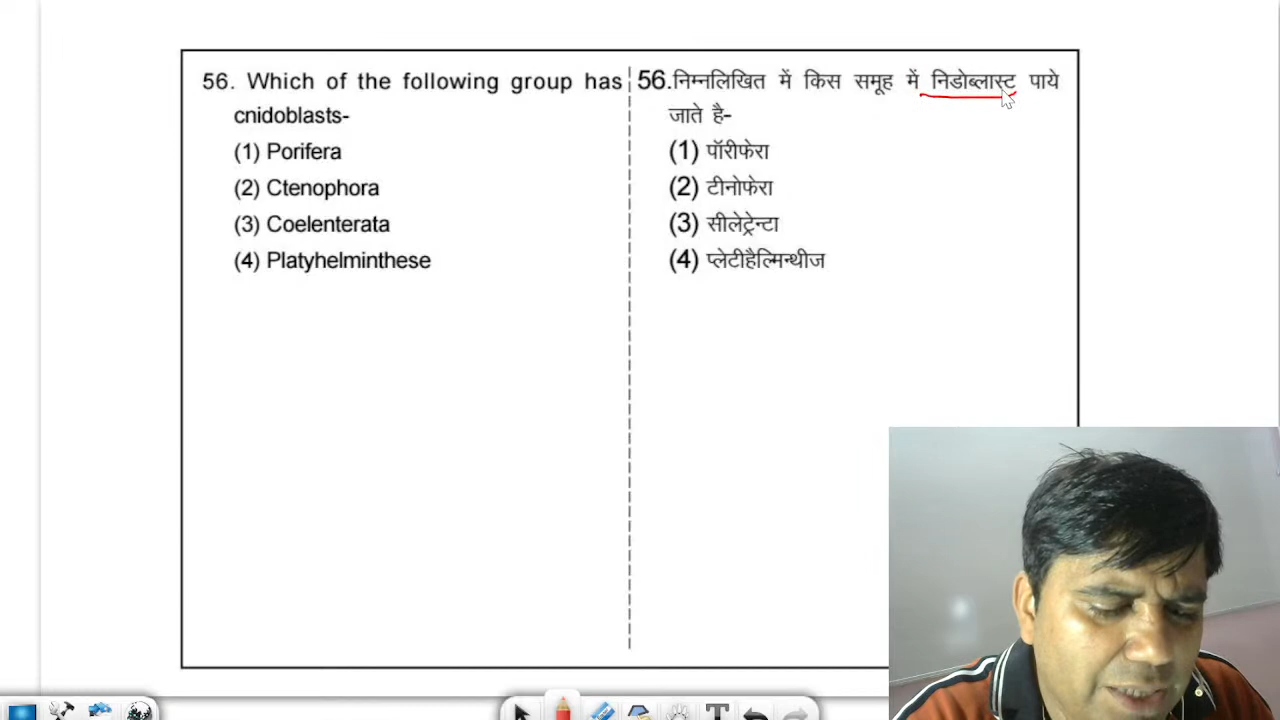 56. Which of the following group has
cnidoblasts-
(1) Porifera
(2) Ctenophora
(3) Coelenterata
(4) Platyhelminthese
56.निम्नलिखित में किस समूह में निडोब्लास्ट पाये
जाते है-
(1) पॉरीफेरा
(2) टीनोफेरा
(3) सीलेट्रेन्टा
(4) प्लेटीहैल्मिन्थीज